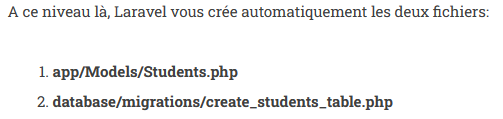 A ce niveau là, Laravel vous crée automatiquement les deux fichiers:
1. app/Models/Students.php
2. database/migrations/create_students_table.php